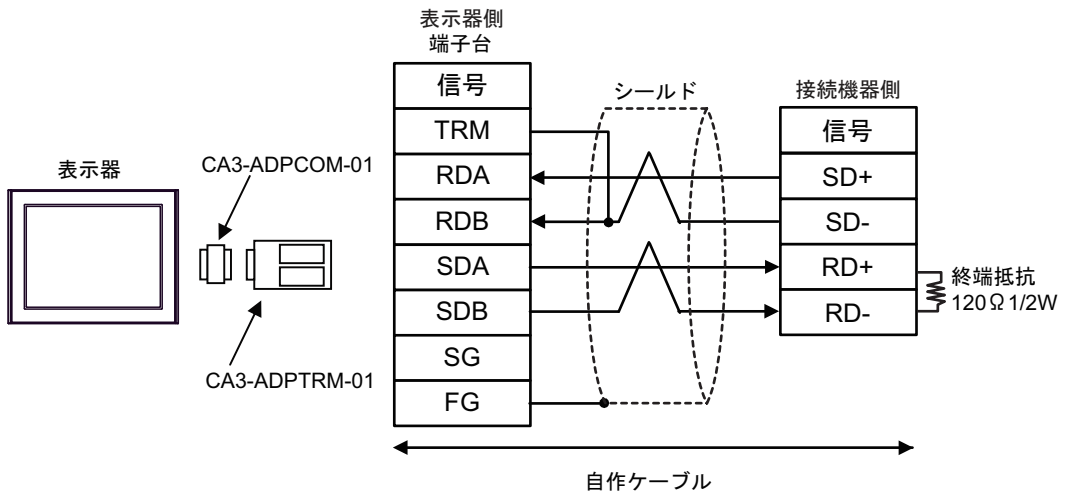 表示器
CA3-ADPCOM-01
CA3-ADPTRM-01
表示器側
端子台
信号
TRM
RDA
RDB
SDA
SDB
SG
FG
シールド
接続機器側
信号
SD+
SD-
RD+
RD-
終端抵抗
120Ω1/2W
自作ケーブル